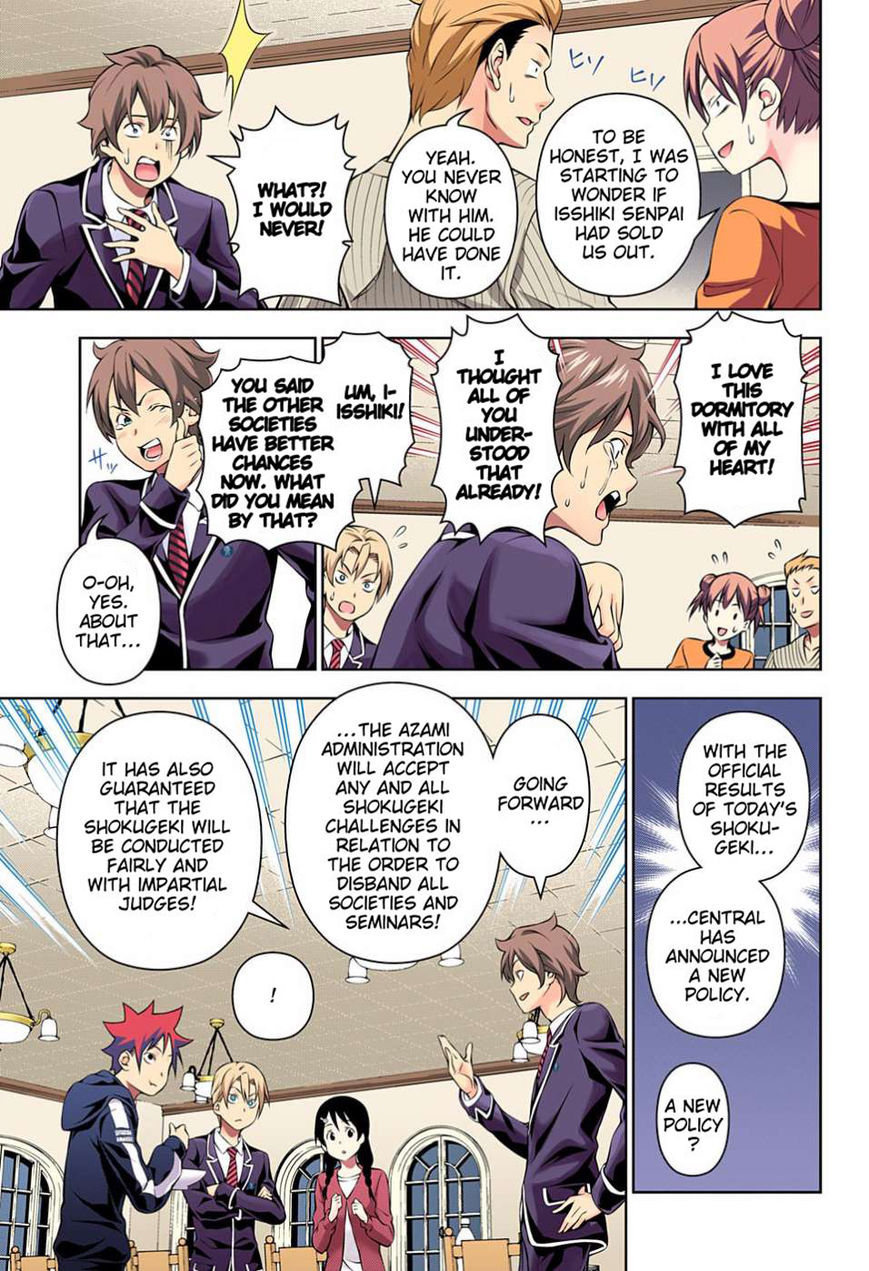 TO BE
HONEST, I WAS
STARTING TO
WONDER IF
ISSHIKI SENPAI
HAD SOLD
US OUT.
ヒソ
ヒソ
YEAH.
YOU NEVER
KNOW
WITH HIM.
HE COULD
HAVE DONE
IT.
WHAT?!
I WOULD
NEVER!
I LOVE
THIS
DORMITORY
WITH ALL
OF MY
HEART!
I
THOUGHT
ALL OF
YOU
UNDER-
STOOD
THAT
ALREADY!
UM, I-
ISSHIKI!
YOU SAID
THE OTHER
SOCIETIES
HAVE BETTER
CHANCES
NOW. WHAT
DID YOU MEAN
BY THAT?
O-OH,
YES.
ABOUT
THAT...
WITH THE
OFFICIAL
RESULTS
OF TODAY'S
SHOKU-
GEKI...
...CENTRAL
HAS
ANNOUNCED
A NEW
POLICY.
A NEW
POLICY
?
GOING
FORWARD
...
...THE AZAMI
ADMINISTRATION
WILL ACCEPT
ANY AND ALL
SHOKUGEKI
CHALLENGES IN
RELATION TO
THE ORDER TO
DISBAND ALL
SOCIETIES AND
SEMINARS!
IT HAS ALSO
GUARANTEED
THAT THE
SHOKUGEKI WILL
BE CONDUCTED
FAIRLY AND
WITH IMPARTIAL
JUDGES!
!